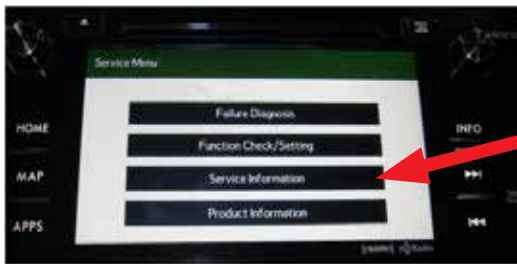 Service Menu
Failure Diagnosis
HOME
INFO
Function Check/Setting
MAP
Service Information
APPS
Product Information